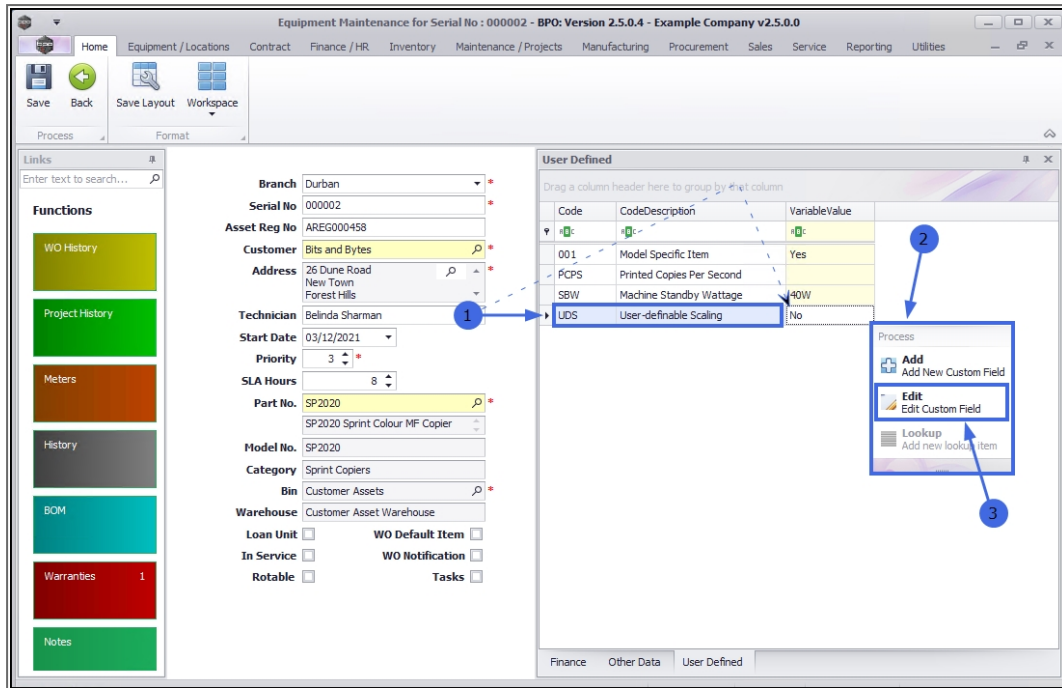 Equipment Maintenance for Serial No : 000002 - BPO: Version 2.5.0.4 - Example Company v2.5.0.0
Home Equipment / Locations Contract Finance / HR Inventory Maintenance / Projects Manufacturing Procurement Sales Service Reporting Utilities
Save Back Save Layout Workspace
Process Format
Links
Enter text to search...
Functions
WO History
Project History
Meters
History
BOM
Warranties 1
Notes
Branch Durban *
Serial No 000002 *
Asset Reg No AREG000458
Customer Bits and Bytes *
Address 26 Dune Road *
New Town
Forest Hills
Technician Belinda Sharman
Start Date 03/12/2021
Priority 3 *
SLA Hours 8
Part No. SP2020 *
SP2020 Sprint Colour MF Copier
Model No. SP2020
Category Sprint Copiers
Bin Customer Assets *
Warehouse Customer Asset Warehouse
Loan Unit WO Default Item
In Service WO Notification
Rotable Tasks
User Defined
Drag a column header here to group by that column
Code CodeDescription VariableValue
001 Model Specific Item Yes
PCPS Printed Copies Per Second
SBW Machine Standby Wattage 40W
UDS User-definable Scaling No
1
2
Process
Add
Add New Custom Field
Edit
Edit Custom Field
Lookup
Add new lookup item
3
Finance Other Data User Defined